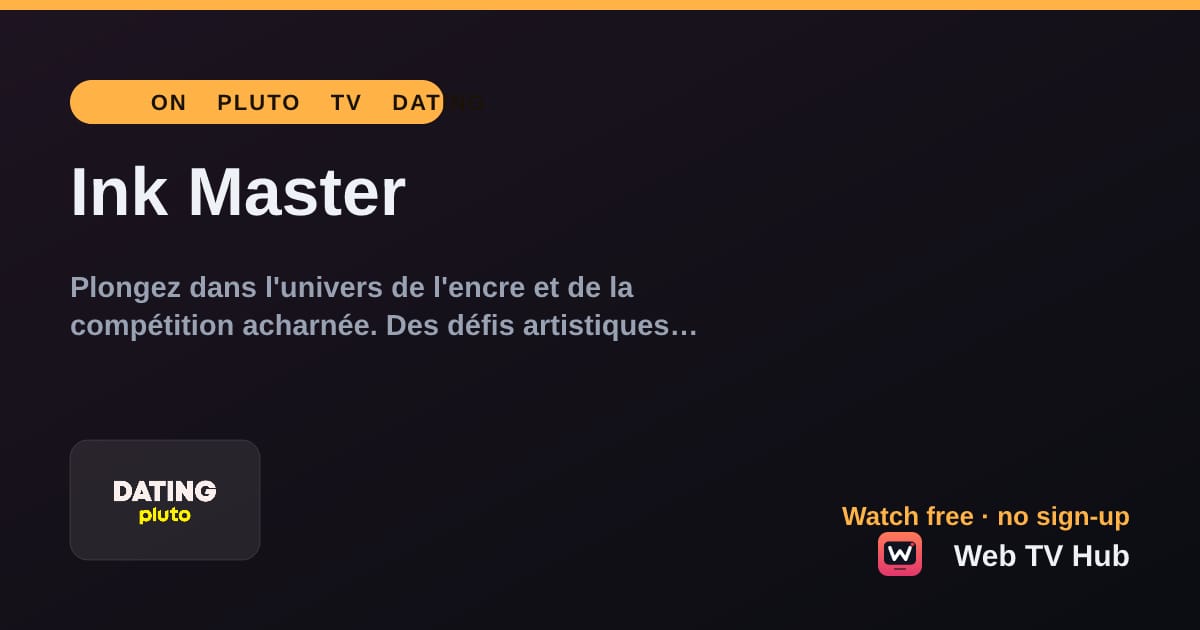 ON PLUTO TV DATING
Ink Master
Plongez dans l'univers de l'encre et de la
compétition acharnée. Des défis artistiques…
DATING
pluto
Watch free · no sign-up
W
Web TV Hub